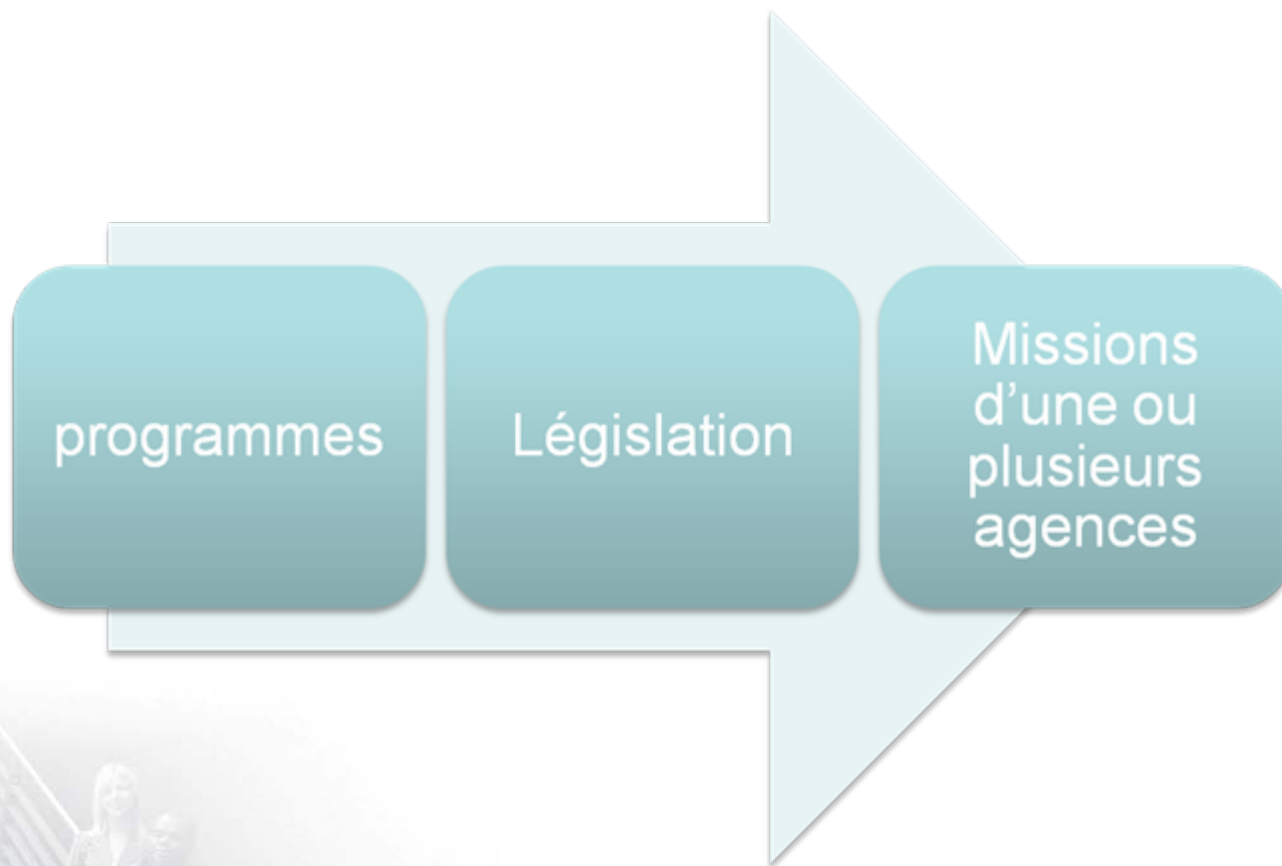 programmes
Législation
Missions
d’une ou
plusieurs
agences